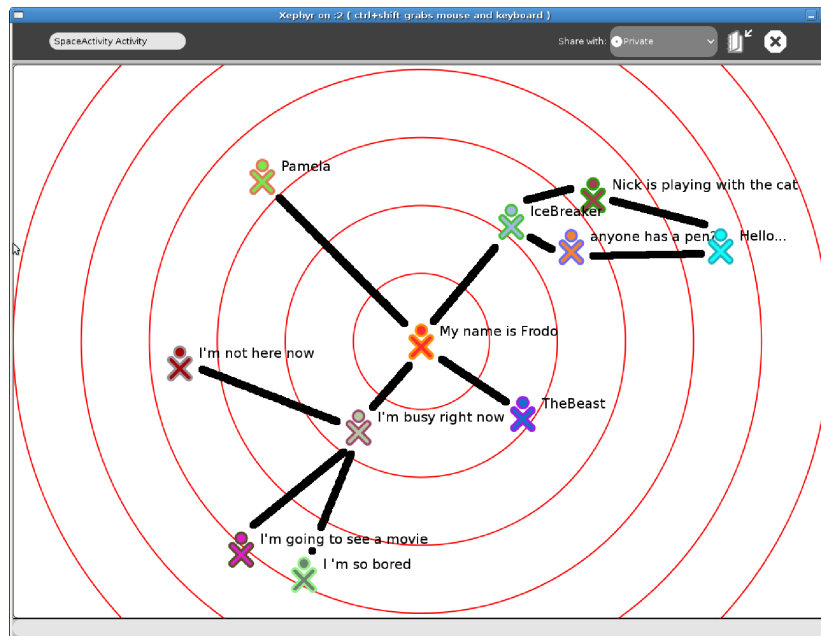 Xephyr on :2 ( ctrl+shift grabs mouse and keyboard )
SpaceActivity Activity
Share with:
Private
Pamela
Nick is playing with the cat
IceBreaker
anyone has a pen?
Hello...
My name is Frodo
I'm not here now
TheBeast
I'm busy right now
I'm going to see a movie
I 'm so bored